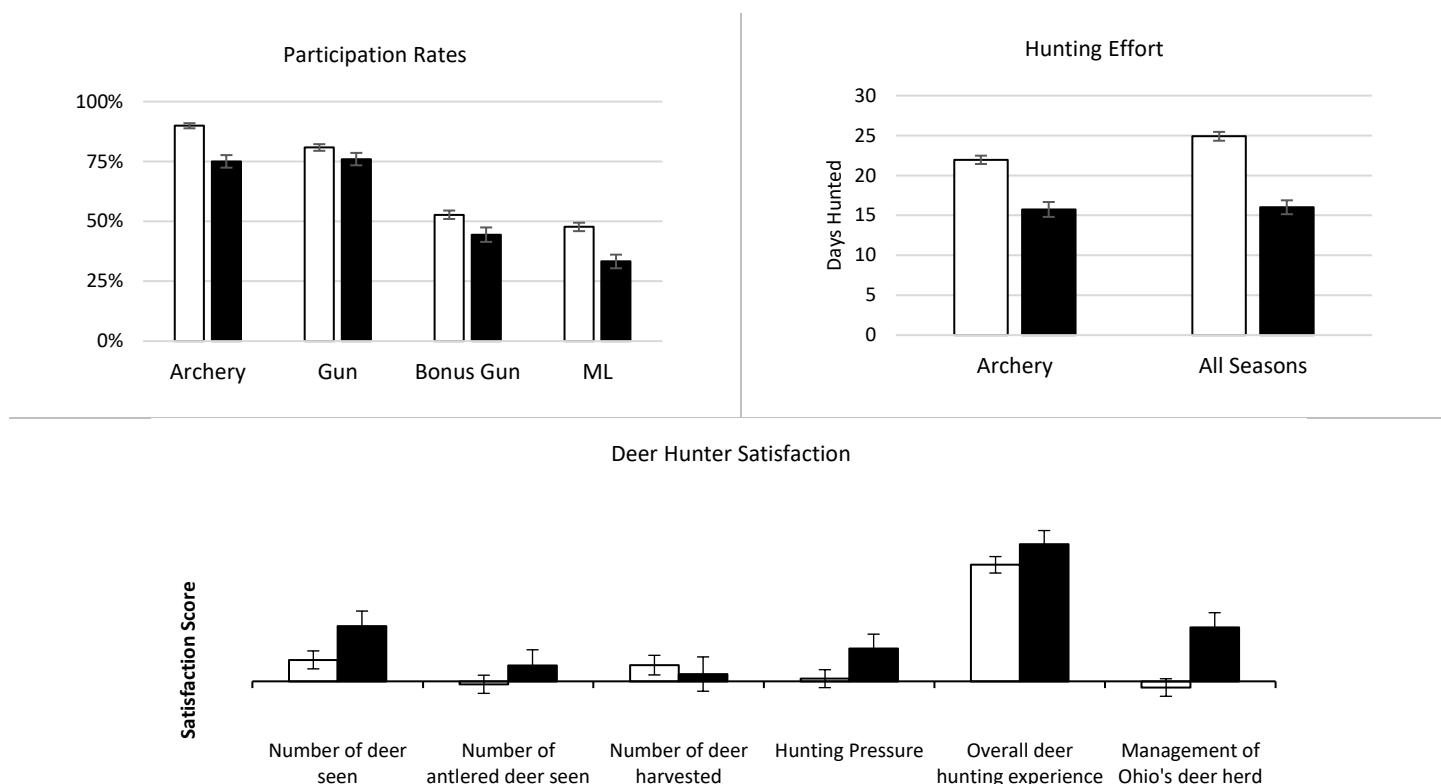 Participation Rates
100%
75%
50%
25%
0%
Archery
Gun
Bonus Gun
ML
Hunting Effort
Days Hunted
30
25
20
15
10
5
0
Archery
All Seasons
Deer Hunter Satisfaction
Satisfaction Score
Number of deer
seen
Number of
antlered deer seen
Number of deer
harvested
Hunting Pressure
Overall deer
hunting experience
Management of
Ohio's deer herd